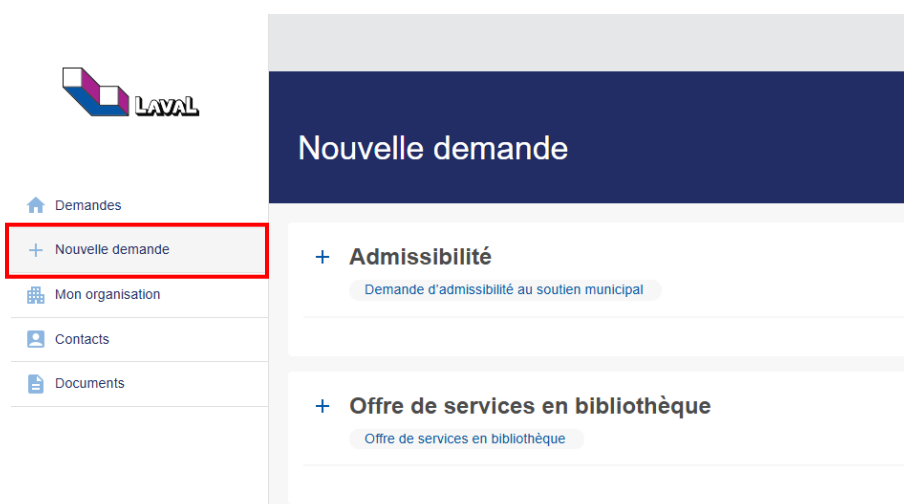 LAVAL
Nouvelle demande
Demandes
Nouvelle demande
Mon organisation
Contacts
Documents
Admissibilité
Demande d'admissibilité au soutien municipal
Offre de services en bibliothèque
Offre de services en bibliothèque